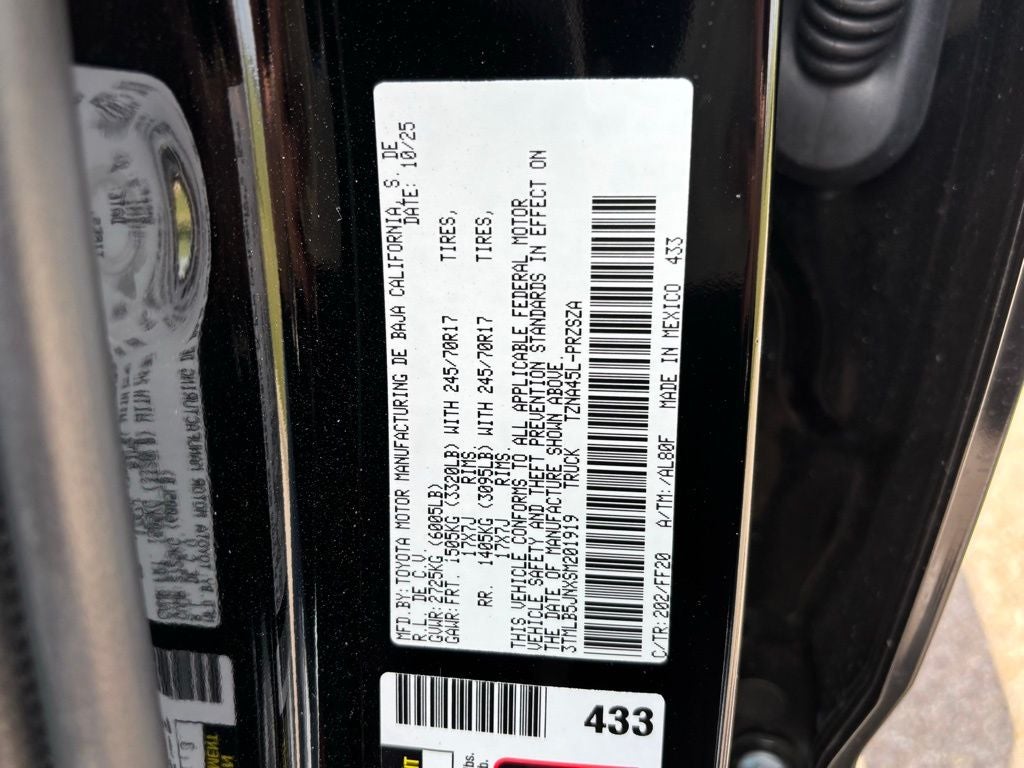 MFD.BY:TOYOTA MOTOR MANUFACTURING DE BAJA CALIFORNIA,S. DE
R.L. DE C.V. DATE: 10/25
GVWR:2725KG(6005LB)
GAWR:FRT. 1505KG (3320LB) WITH 245/70R17 TIRES,
17X7J RIMS
RR. 1405KG (3095LB) WITH 245/70R17 TIRES,
17X7J RIMS
THIS VEHICLE CONFORMS TO ALL APPLICABLE FEDERAL MOTOR
VEHICLE SAFETY AND THEFT PREVENTION STANDARDS IN EFFECT ON
THE DATE OF MANUFACTURE SHOWN ABOVE.
3TMLB5JNXSM201919 TRUCK TZNA45L-PRZSZA
C/TR:202/FF20 A/TM:/AL80F MADE IN MEXICO 433
433
lbs.